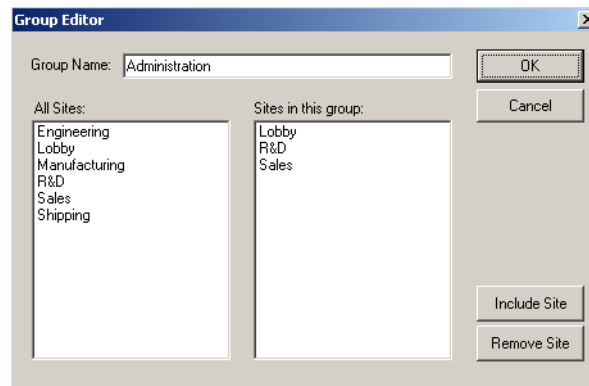 Group Editor
Group Name: Administration
OK
Cancel
All Sites:
Engineering
Lobby
Manufacturing
R&D
Sales
Shipping
Sites in this group:
Lobby
R&D
Sales
Include Site
Remove Site